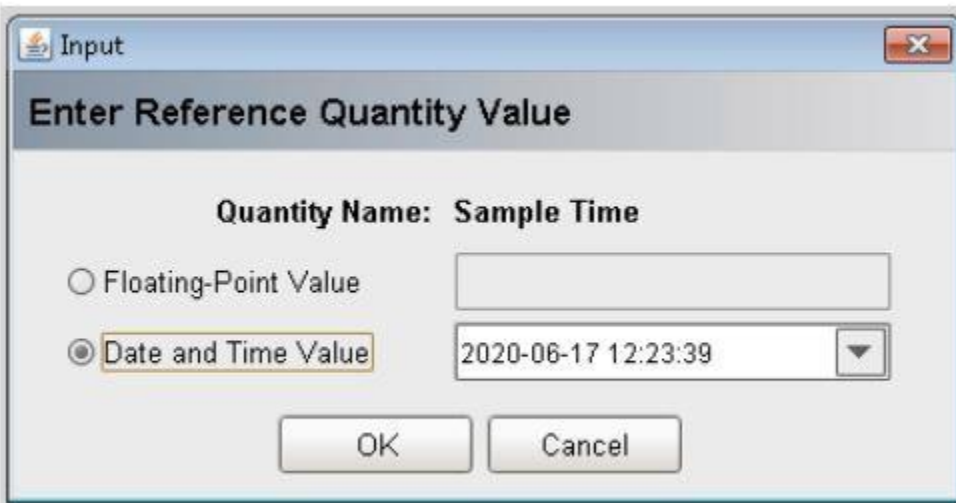 Input
Enter Reference Quantity Value
Quantity Name: Sample Time
Floating-Point Value
Date and Time Value 2020-06-17 12:23:39
OK Cancel